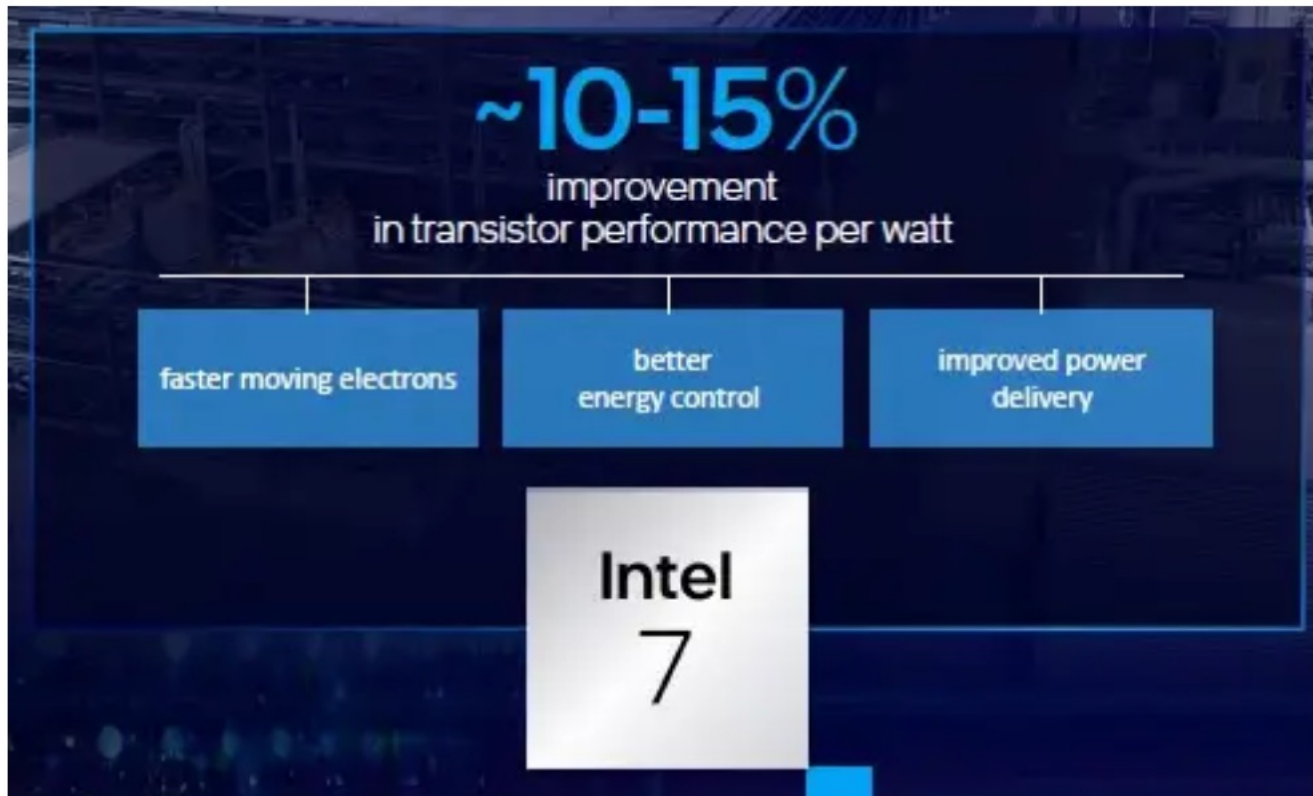 ~10-15%
improvement
in transistor performance per watt
faster moving electrons
better
energy control
improved power
delivery
Intel
7